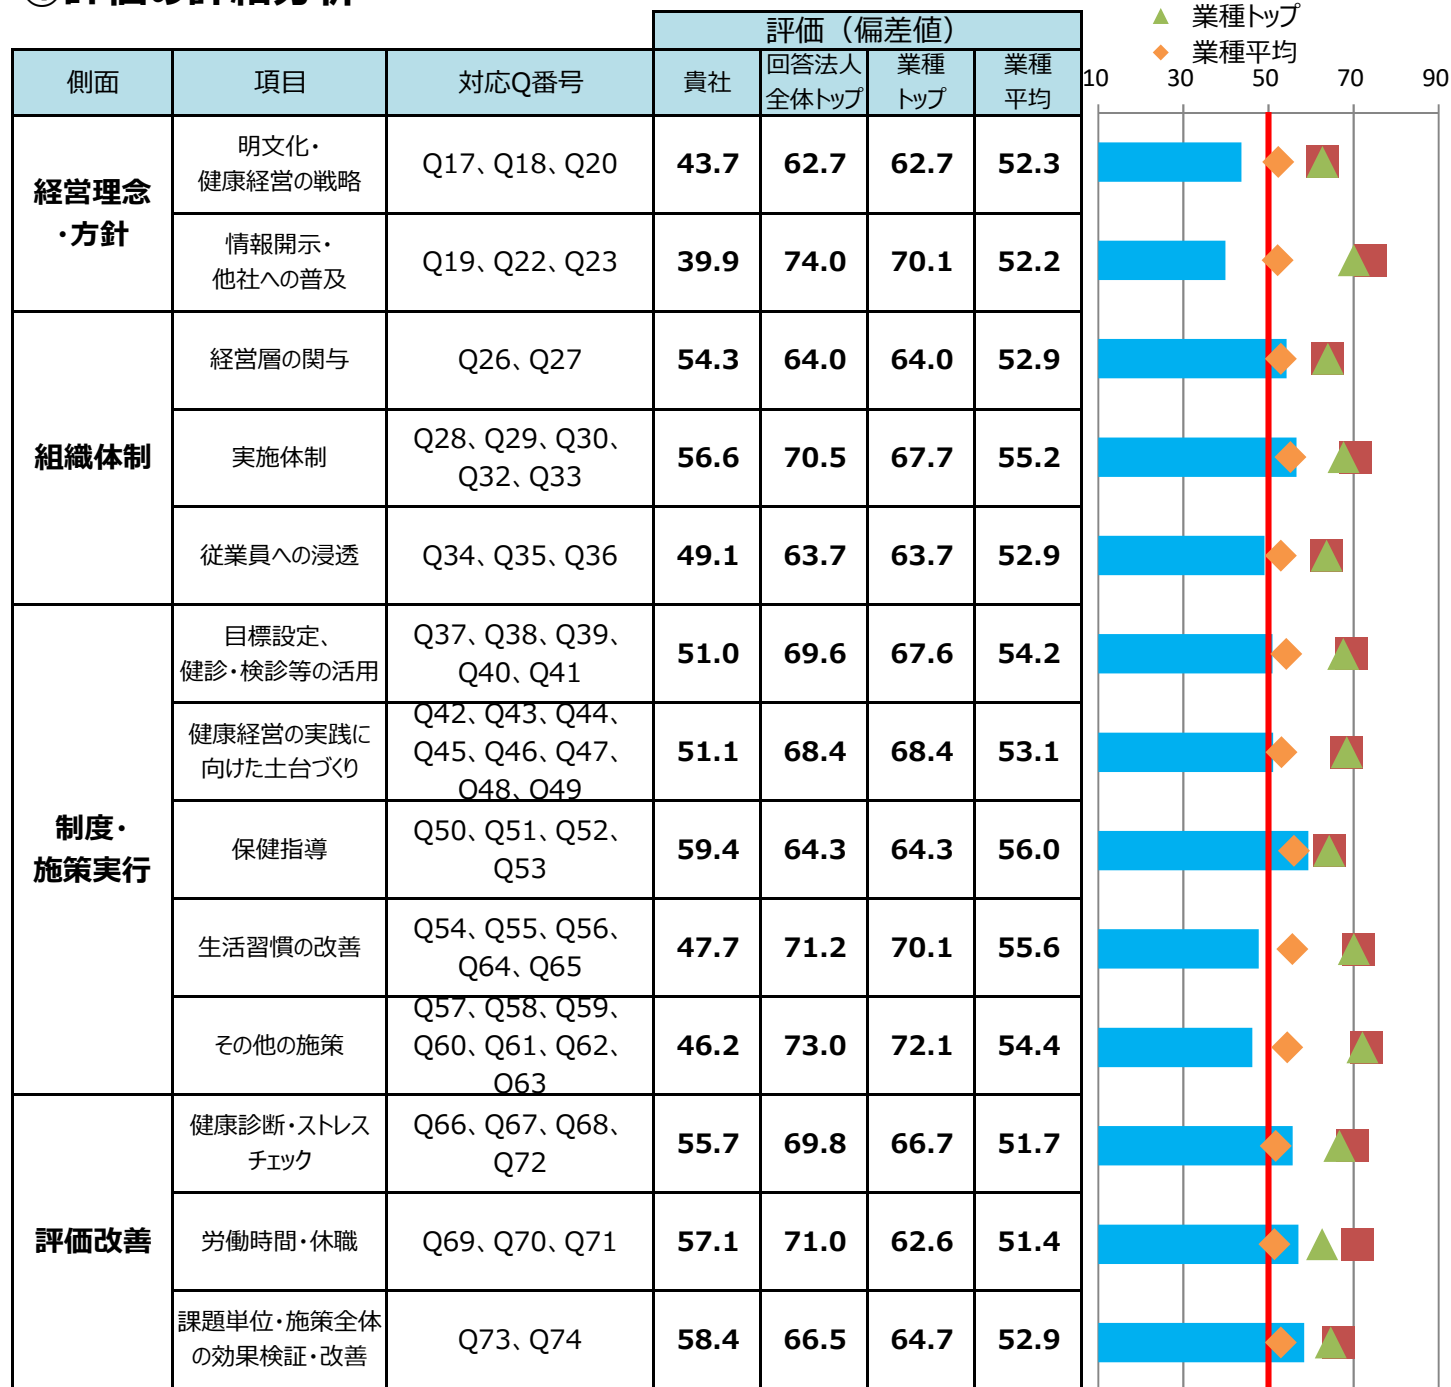 ①評価の詳細分析
▲ 業種トップ
◆ 業種平均
評価（偏差値）
側面 項目 対応Q番号 貴社 回答法人全体トップ 業種トップ 業種平均
10 30 50 70 90
経営理念・方針
明文化・健康経営の戦略 Q17、Q18、Q20 43.7 62.7 62.7 52.3
情報開示・他社への普及 Q19、Q22、Q23 39.9 74.0 70.1 52.2
組織体制
経営層の関与 Q26、Q27 54.3 64.0 64.0 52.9
実施体制 Q28、Q29、Q30、Q32、Q33 56.6 70.5 67.7 55.2
従業員への浸透 Q34、Q35、Q36 49.1 63.7 63.7 52.9
制度・施策実行
目標設定、健診・検診等の活用 Q37、Q38、Q39、Q40、Q41 51.0 69.6 67.6 54.2
健康経営の実践に向けた土台づくり Q42、Q43、Q44、Q45、Q46、Q47、Q48、Q49 51.1 68.4 68.4 53.1
保健指導 Q50、Q51、Q52、Q53 59.4 64.3 64.3 56.0
生活習慣の改善 Q54、Q55、Q56、Q64、Q65 47.7 71.2 70.1 55.6
その他の施策 Q57、Q58、Q59、Q60、Q61、Q62、Q63 46.2 73.0 72.1 54.4
評価改善
健康診断・ストレスチェック Q66、Q67、Q68、Q72 55.7 69.8 66.7 51.7
労働時間・休職 Q69、Q70、Q71 57.1 71.0 62.6 51.4
課題単位・施策全体の効果検証・改善 Q73、Q74 58.4 66.5 64.7 52.9